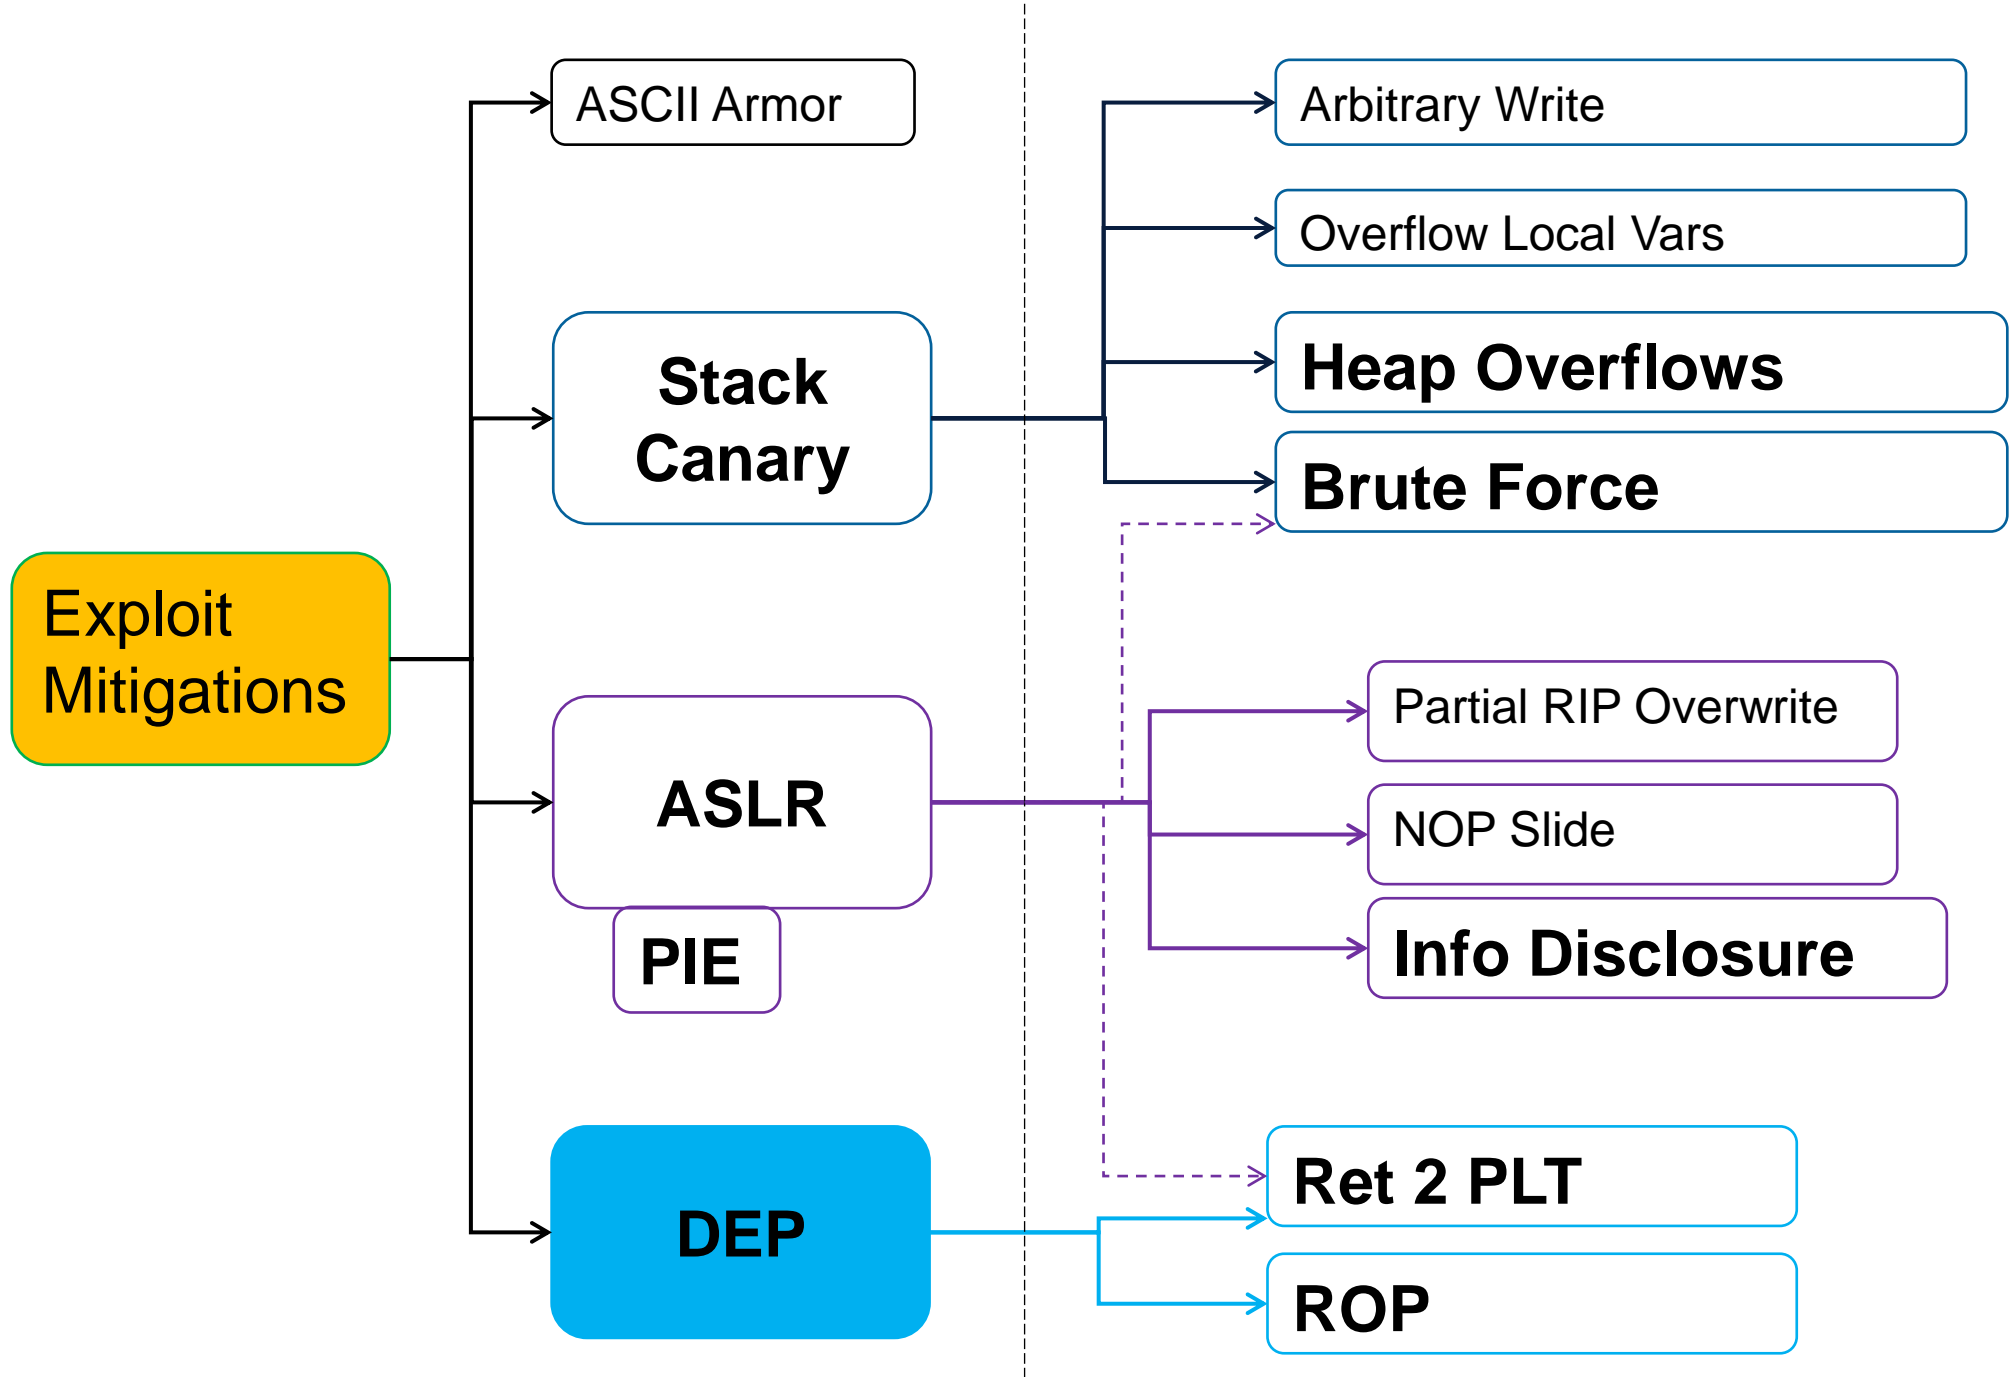 Exploit
Mitigations
ASCII Armor
Stack
Canary
ASLR
PIE
DEP
Arbitrary Write
Overflow Local Vars
Heap Overflows
Brute Force
Partial RIP Overwrite
NOP Slide
Info Disclosure
Ret 2 PLT
ROP